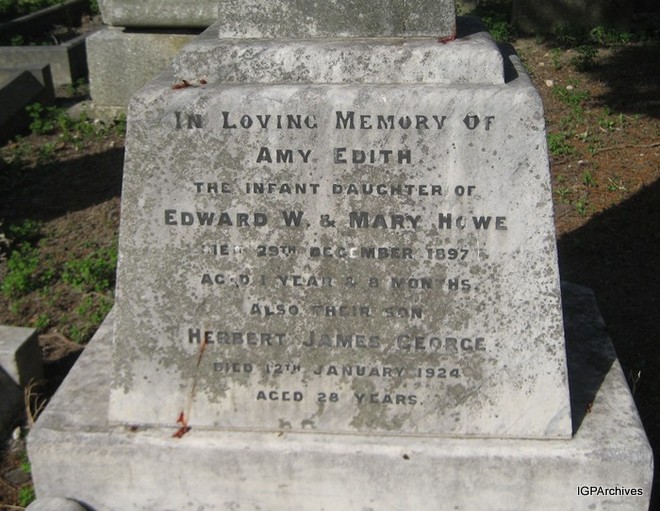 IN LOVING MEMORY OF
AMY EDITH
THE INFANT DAUGHTER OF
EDWARD W. & MARY HOWE
DIED 29TH DECEMBER 1897
AGED 1 YEAR & 8 MONTHS.
ALSO THEIR SON
HERBERT JAMES GEORGE
DIED 12TH JANUARY 1924
AGED 28 YEARS.
IGPArchives